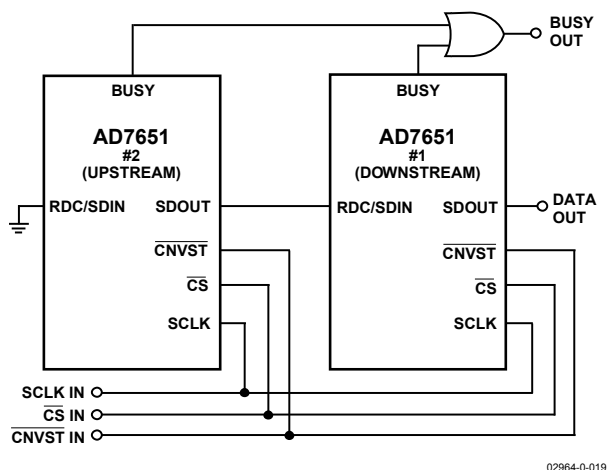 BUSY
OUT
BUSY
BUSY
AD7651
#2
(UPSTREAM)
AD7651
#1
(DOWNSTREAM)
RDC/SDIN
SDOUT
RDC/SDIN
SDOUT
DATA
OUT
CNVST
CNVST
CS
CS
SCLK
SCLK
SCLK IN
CS IN
CNVST IN
02964-0-019